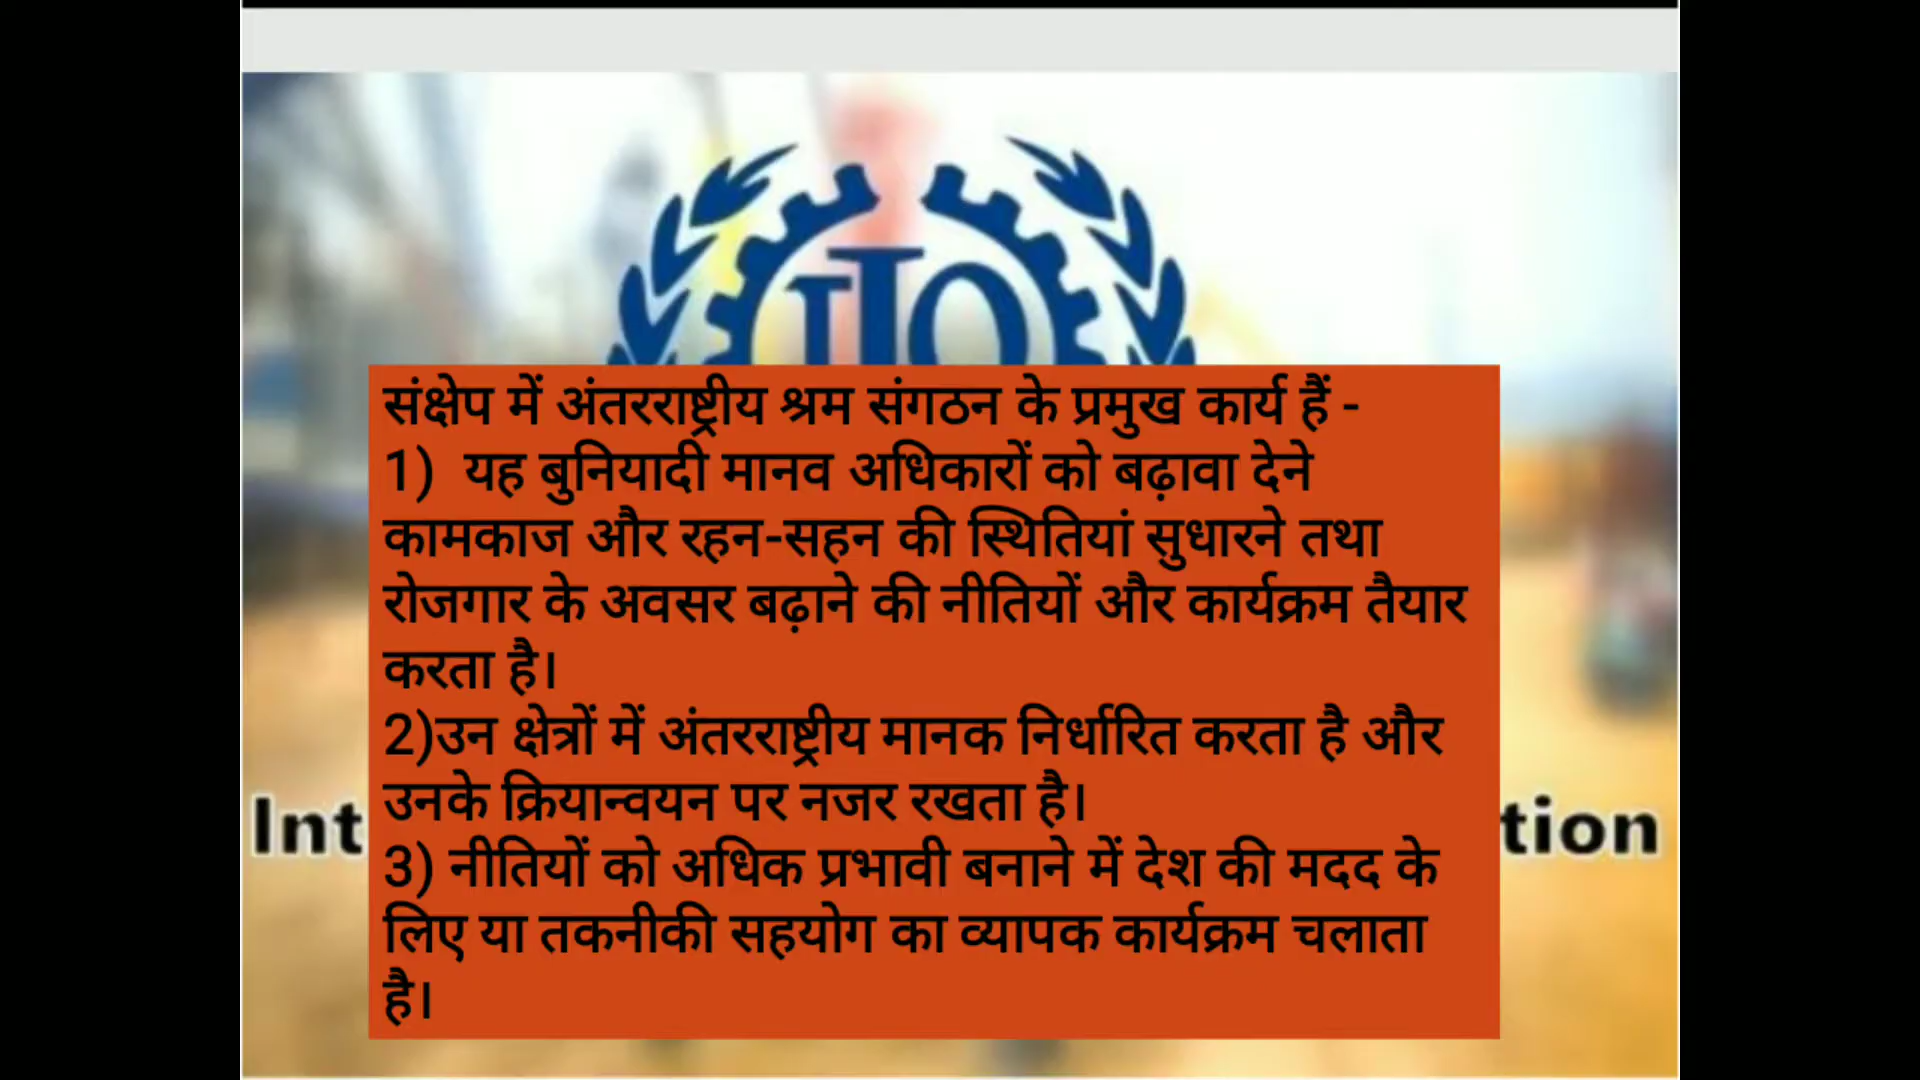 ILO
संक्षेप में अंतरराष्ट्रीय श्रम संगठन के प्रमुख कार्य हैं -
1) यह बुनियादी मानव अधिकारों को बढ़ावा देने
कामकाज और रहन-सहन की स्थितियां सुधारने तथा
रोजगार के अवसर बढ़ाने की नीतियों और कार्यक्रम तैयार
करता है।
2)उन क्षेत्रों में अंतरराष्ट्रीय मानक निर्धारित करता है और
उनके क्रियान्वयन पर नजर रखता है।
3) नीतियों को अधिक प्रभावी बनाने में देश की मदद के
लिए या तकनीकी सहयोग का व्यापक कार्यक्रम चलाता
है।